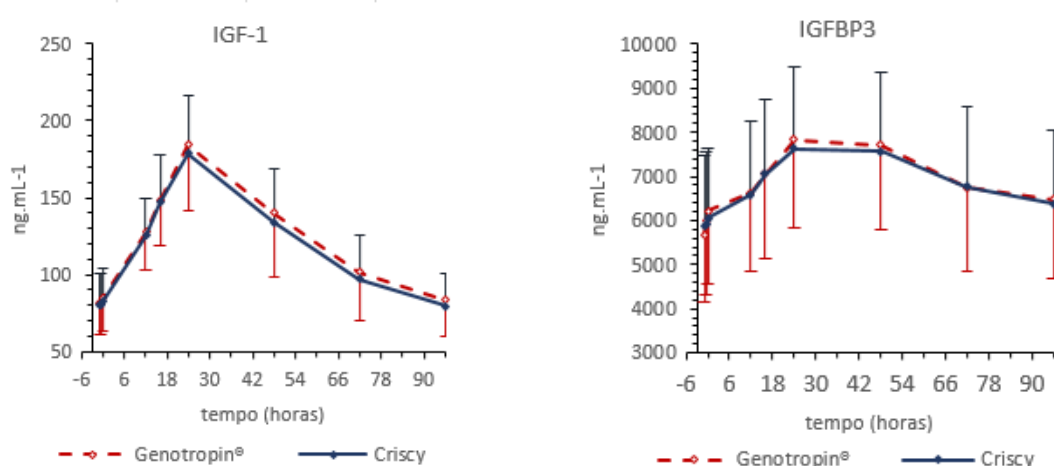 IGF-1
250
200
150
100
50
ng.mL-1
-6 6 18 30 42 54 66 78 90
tempo (horas)
Genotropin® Criscy
IGFBP3
10000
9000
8000
7000
6000
5000
4000
3000
ng.mL-1
-6 6 18 30 42 54 66 78 90
tempo (horas)
Genotropin® Criscy